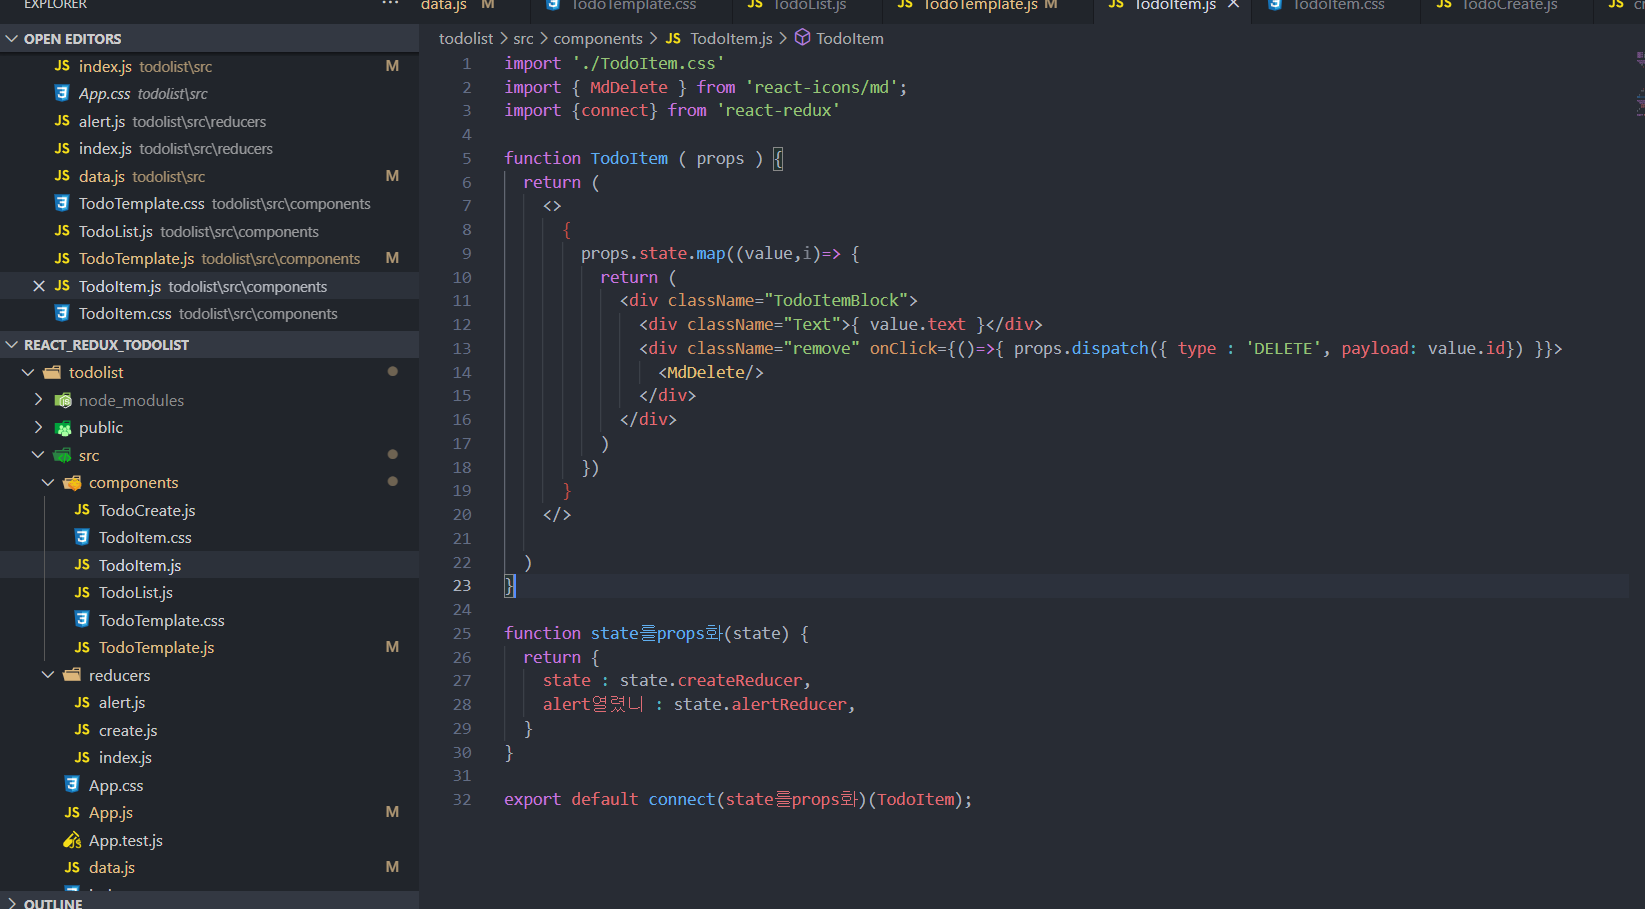 EXPLORER
···
OPEN EDITORS
JS index.js todolist\src M
App.css todolist\src
JS alert.js todolist\src\reducers
JS index.js todolist\src\reducers
JS data.js todolist\src M
TodoTemplate.css todolist\src\components
JS TodoList.js todolist\src\components
JS TodoTemplate.js todolist\src\components M
JS TodoItem.js todolist\src\components
TodoItem.css todolist\src\components
REACT_REDUX_TODOLIST
todolist
node_modules
public
src
components
JS TodoCreate.js
TodoItem.css
JS TodoItem.js
JS TodoList.js
TodoTemplate.css
JS TodoTemplate.js M
reducers
JS alert.js
JS create.js
JS index.js
App.css
JS App.js M
App.test.js
JS data.js M
OUTLINE
data.js M TodoTemplate.css JS TodoList.js JS TodoTemplate.js M JS TodoItem.js TodoItem.css JS TodoCreate.js JS
todolist > src > components > JS TodoItem.js > TodoItem
1 import './TodoItem.css'
2 import { MdDelete } from 'react-icons/md';
3 import {connect} from 'react-redux'
4
5 function TodoItem ( props ) {
6 return (
7 <>
8 {
9 props.state.map((value,i)=> {
10 return (
11 <div className="TodoItemBlock">
12 <div className="Text">{ value.text }</div>
13 <div className="remove" onClick={()=>{ props.dispatch({ type : 'DELETE', payload: value.id}) }}>
14 <MdDelete/>
15 </div>
16 </div>
17 )
18 })
19 }
20 </>
21
22 )
23 }
24
25 function state를props화(state) {
26 return {
27 state : state.createReducer,
28 alert열렸니 : state.alertReducer,
29 }
30 }
31
32 export default connect(state를props화)(TodoItem);